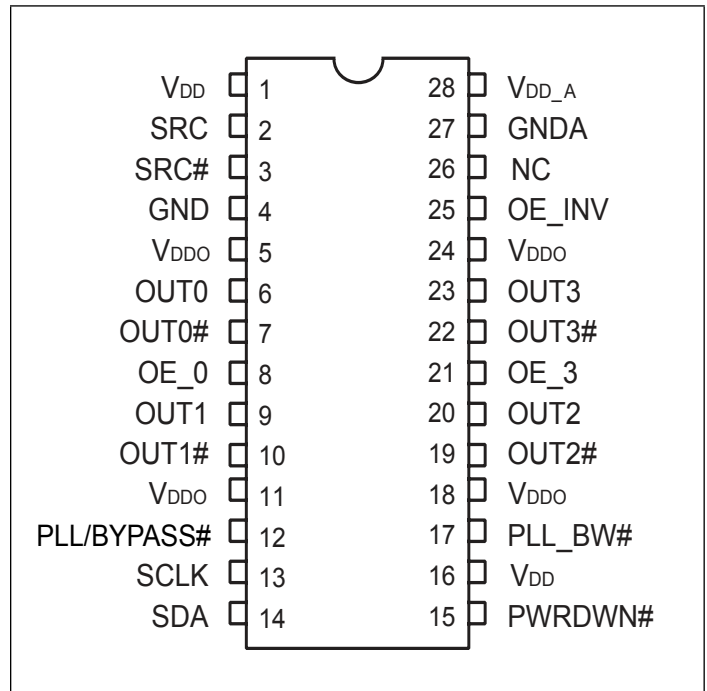 VDD 1 28 VDD_A
SRC 2 27 GNDA
SRC# 3 26 NC
GND 4 25 OE_INV
VDDO 5 24 VDDO
OUT0 6 23 OUT3
OUT0# 7 22 OUT3#
OE_0 8 21 OE_3
OUT1 9 20 OUT2
OUT1# 10 19 OUT2#
VDDO 11 18 VDDO
PLL/BYPASS# 12 17 PLL_BW#
SCLK 13 16 VDD
SDA 14 15 PWRDWN#